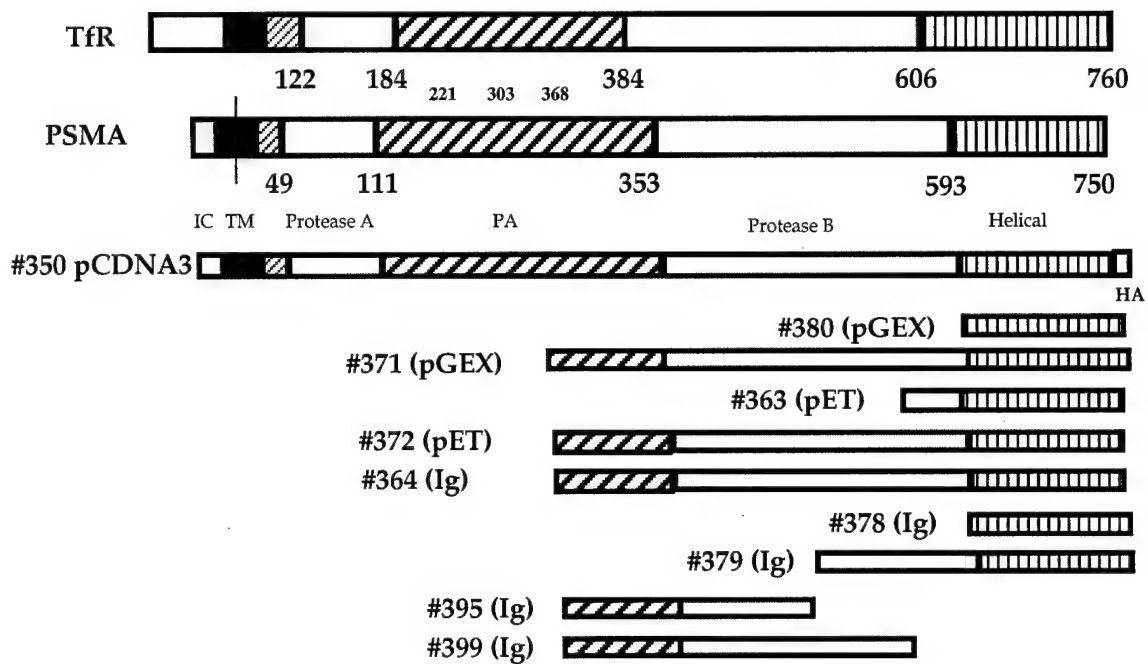 TfR
122 184 384 606 760
221 303 368
PSMA
49 111 353 593 750
IC TM Protease A PA Protease B Helical
#350 pCDNA3
HA
#380 (pGEX)
#371 (pGEX)
#363 (pET)
#372 (pET)
#364 (Ig)
#378 (Ig)
#379 (Ig)
#395 (Ig)
#399 (Ig)